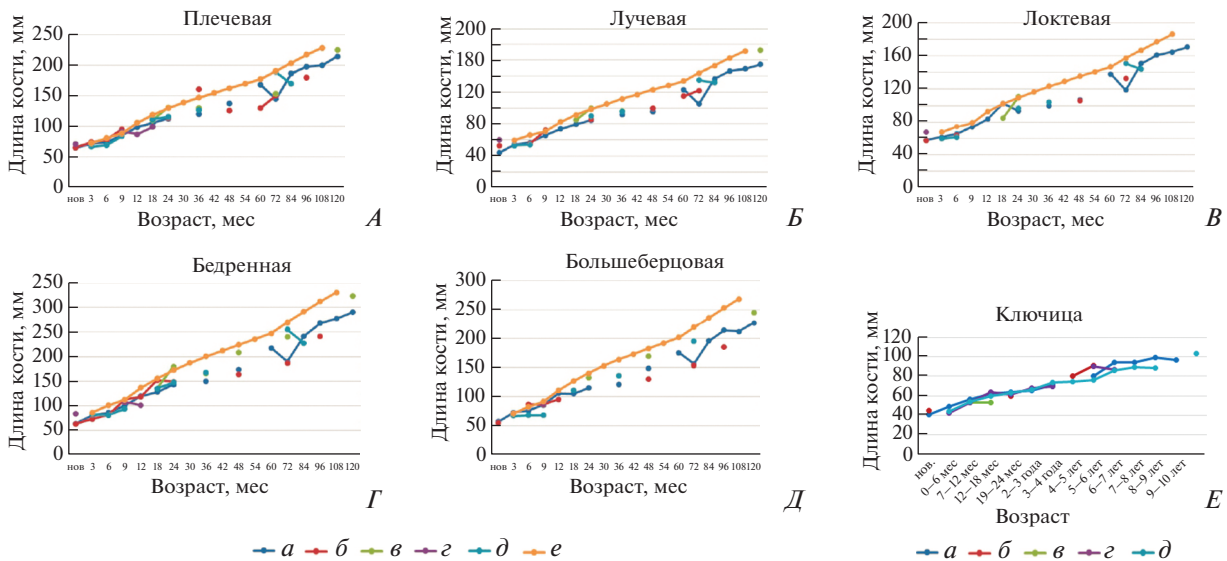 Плечевая
Длина кости, мм
250
200
150
100
50
0
нов 3 6 9 12 18 24 30 36 42 48 54 60 72 84 96 108 120
Возраст, мес
А
Лучевая
Длина кости, мм
200
160
120
80
40
0
нов 3 6 9 12 18 24 30 36 42 48 54 60 72 84 96 108 120
Возраст, мес
Б
Локтевая
Длина кости, мм
200
160
120
80
40
0
нов 3 6 9 12 18 24 30 36 42 48 54 60 72 84 96 108 120
Возраст, мес
В
Бедренная
Длина кости, мм
350
300
250
200
150
100
50
0
нов 3 6 9 12 18 24 30 36 42 48 54 60 72 84 96 108 120
Возраст, мес
Г
Большеберцовая
Длина кости, мм
300
250
200
150
100
50
0
нов 3 6 9 12 18 24 30 36 42 48 54 60 72 84 96 108 120
Возраст, мес
Д
Ключица
Длина кости, мм
120
100
80
60
40
20
0
нов.
0–6 мес
7–12 мес
12–18 мес
19–24 мес
2–3 года
3–4 года
4–5 лет
5–6 лет
6–7 лет
7–8 лет
8–9 лет
9–10 лет
Возраст
Е
а б в г д е
а б в г д